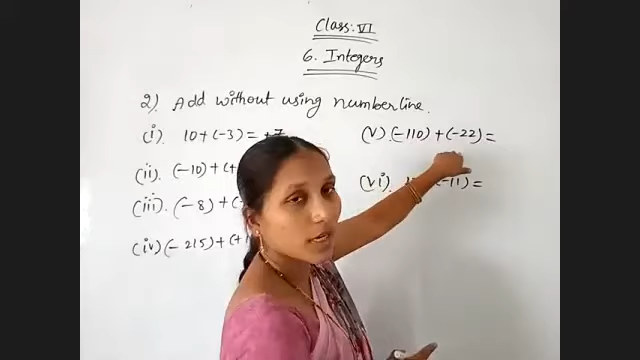 Class: VI
6. Integers
2). Add without using numberline.
(i). 10+(-3) = +7
(ii). (-10) + (+
(iii). (-8) + (
(iv) (- 215) + (+1
(V). (-110) + (-22) =
(vi). (-11) =